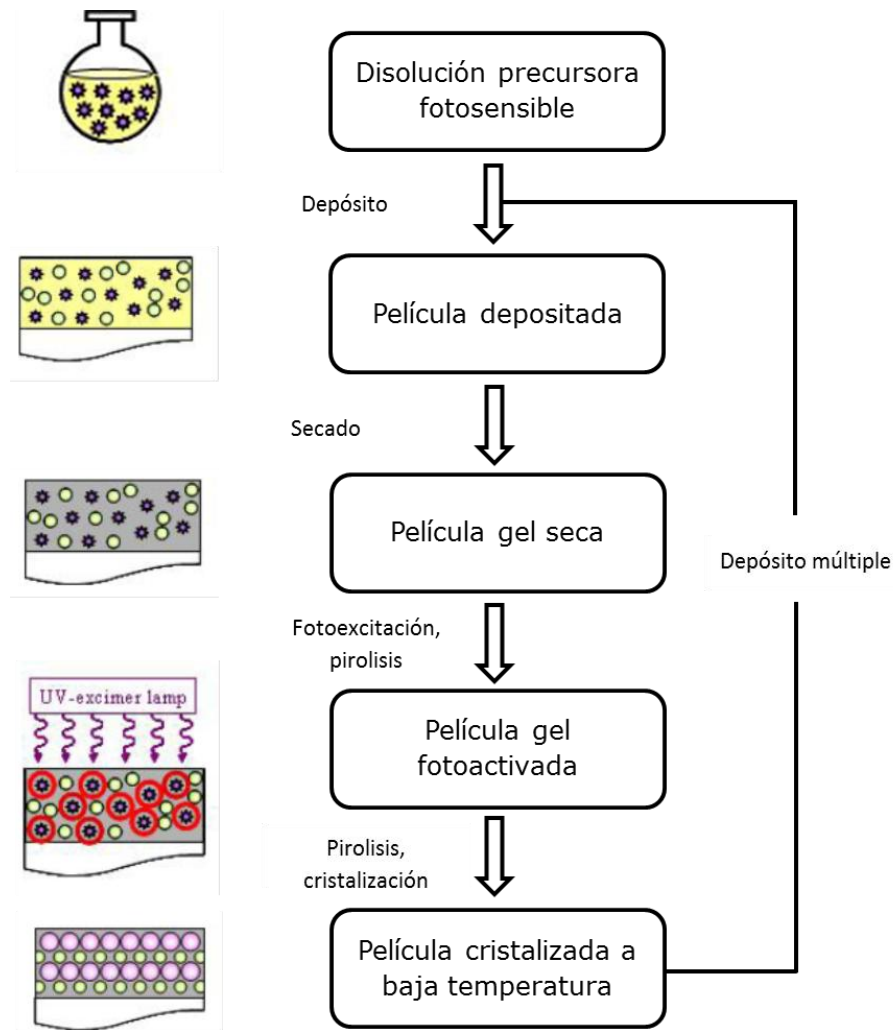 Disolución precursora
fotosensible
Depósito
Película depositada
Secado
Película gel seca
Depósito múltiple
Fotoexcitación,
pirolisis
UV-excimer lamp
Película gel
fotoactivada
Pirolisis,
cristalización
Película cristalizada a
baja temperatura